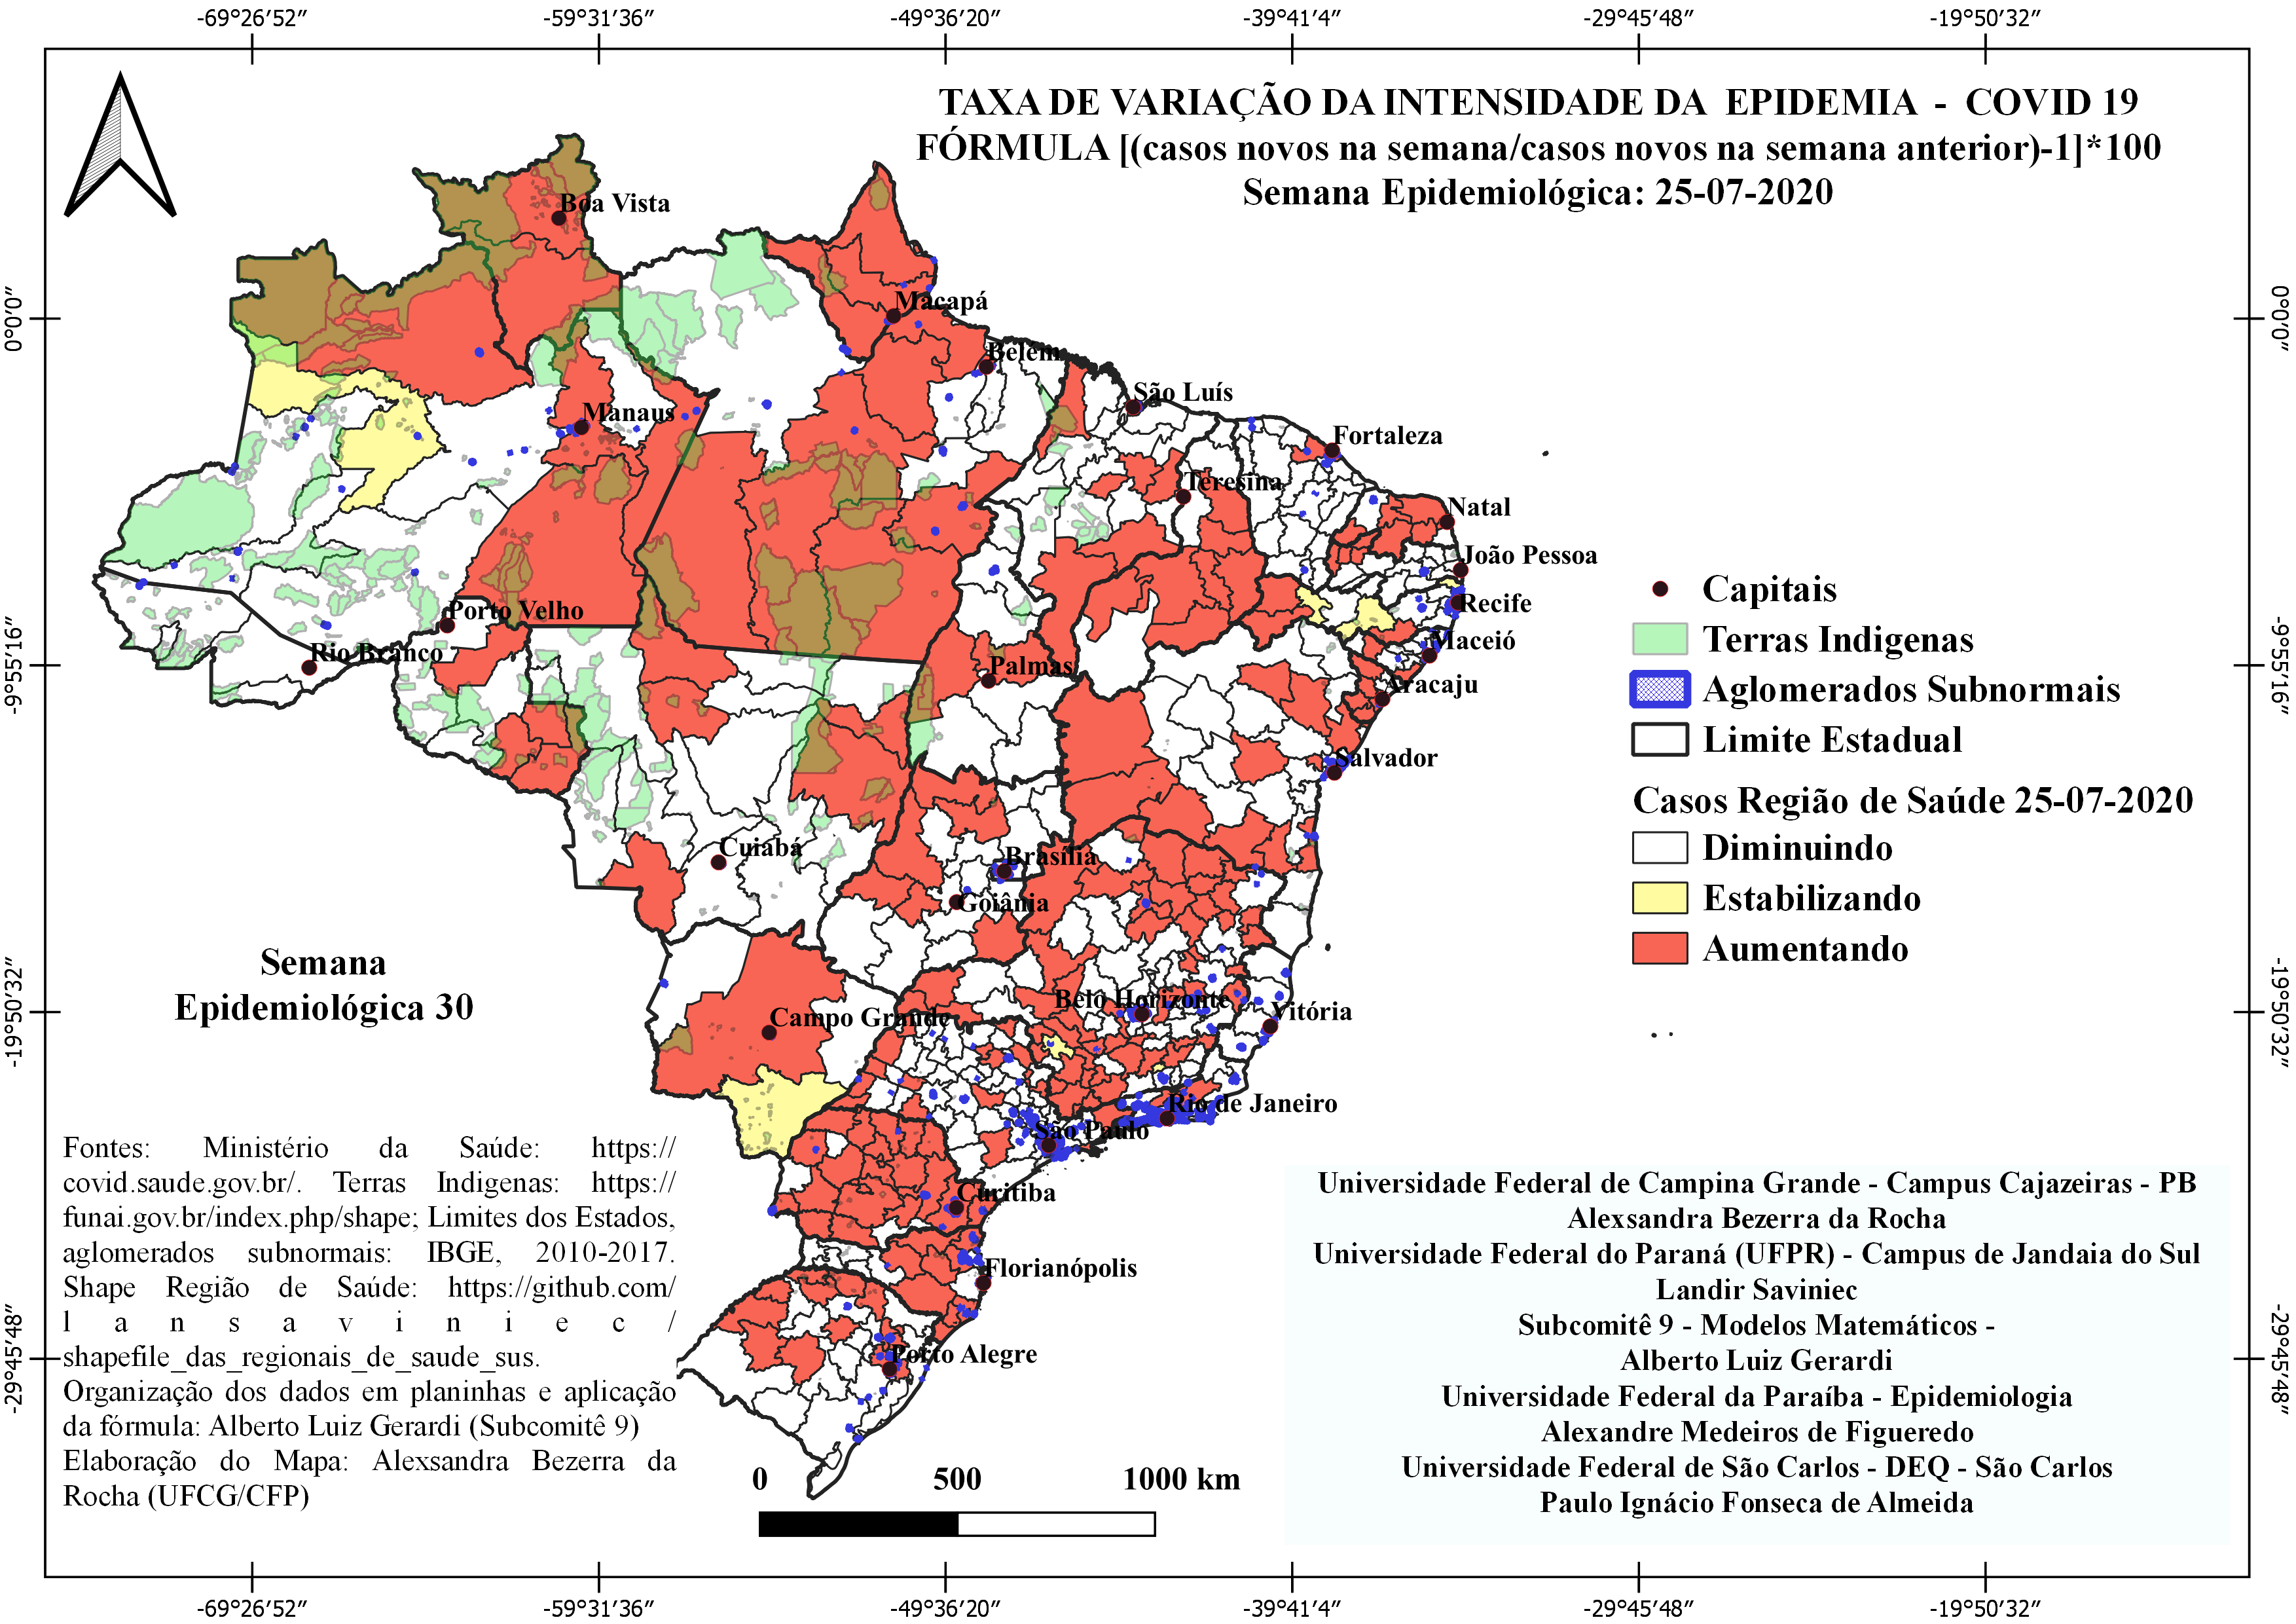 -69°26′52″ -59°31′36″ -49°36′20″ -39°41′4″ -29°45′48″ -19°50′32″
TAXA DE VARIAÇÃO DA INTENSIDADE DA EPIDEMIA - COVID 19
FÓRMULA [(casos novos na semana/casos novos na semana anterior)-1]*100
Semana Epidemiológica: 25-07-2020
0°0′0″
-9°55′16″
-19°50′32″
-29°45′48″
0°0′0″
-9°55′16″
-19°50′32″
-29°45′48″
Boa Vista
Macapá
Belém
São Luís
Manaus
Fortaleza
Teresina
Natal
João Pessoa
Recife
Porto Velho
Maceió
Rio Branco
Palmas
Aracaju
Salvador
Cuiabá
Brasília
Goiânia
Belo Horizonte
Campo Grande
Vitória
Rio de Janeiro
São Paulo
Curitiba
Florianópolis
Porto Alegre
Capitais
Terras Indigenas
Aglomerados Subnormais
Limite Estadual
Casos Região de Saúde 25-07-2020
Diminuindo
Estabilizando
Aumentando
Semana
Epidemiológica 30
Fontes: Ministério da Saúde: https://
covid.saude.gov.br/. Terras Indigenas: https://
funai.gov.br/index.php/shape; Limites dos Estados,
aglomerados subnormais: IBGE, 2010-2017.
Shape Região de Saúde: https://github.com/
l a n s a v i n i e c /
shapefile_das_regionais_de_saude_sus.
Organização dos dados em planinhas e aplicação
da fórmula: Alberto Luiz Gerardi (Subcomitê 9)
Elaboração do Mapa: Alexsandra Bezerra da
Rocha (UFCG/CFP)
0 500 1000 km
Universidade Federal de Campina Grande - Campus Cajazeiras - PB
Alexsandra Bezerra da Rocha
Universidade Federal do Paraná (UFPR) - Campus de Jandaia do Sul
Landir Saviniec
Subcomitê 9 - Modelos Matemáticos -
Alberto Luiz Gerardi
Universidade Federal da Paraíba - Epidemiologia
Alexandre Medeiros de Figueredo
Universidade Federal de São Carlos - DEQ - São Carlos
Paulo Ignácio Fonseca de Almeida
-69°26′52″ -59°31′36″ -49°36′20″ -39°41′4″ -29°45′48″ -19°50′32″